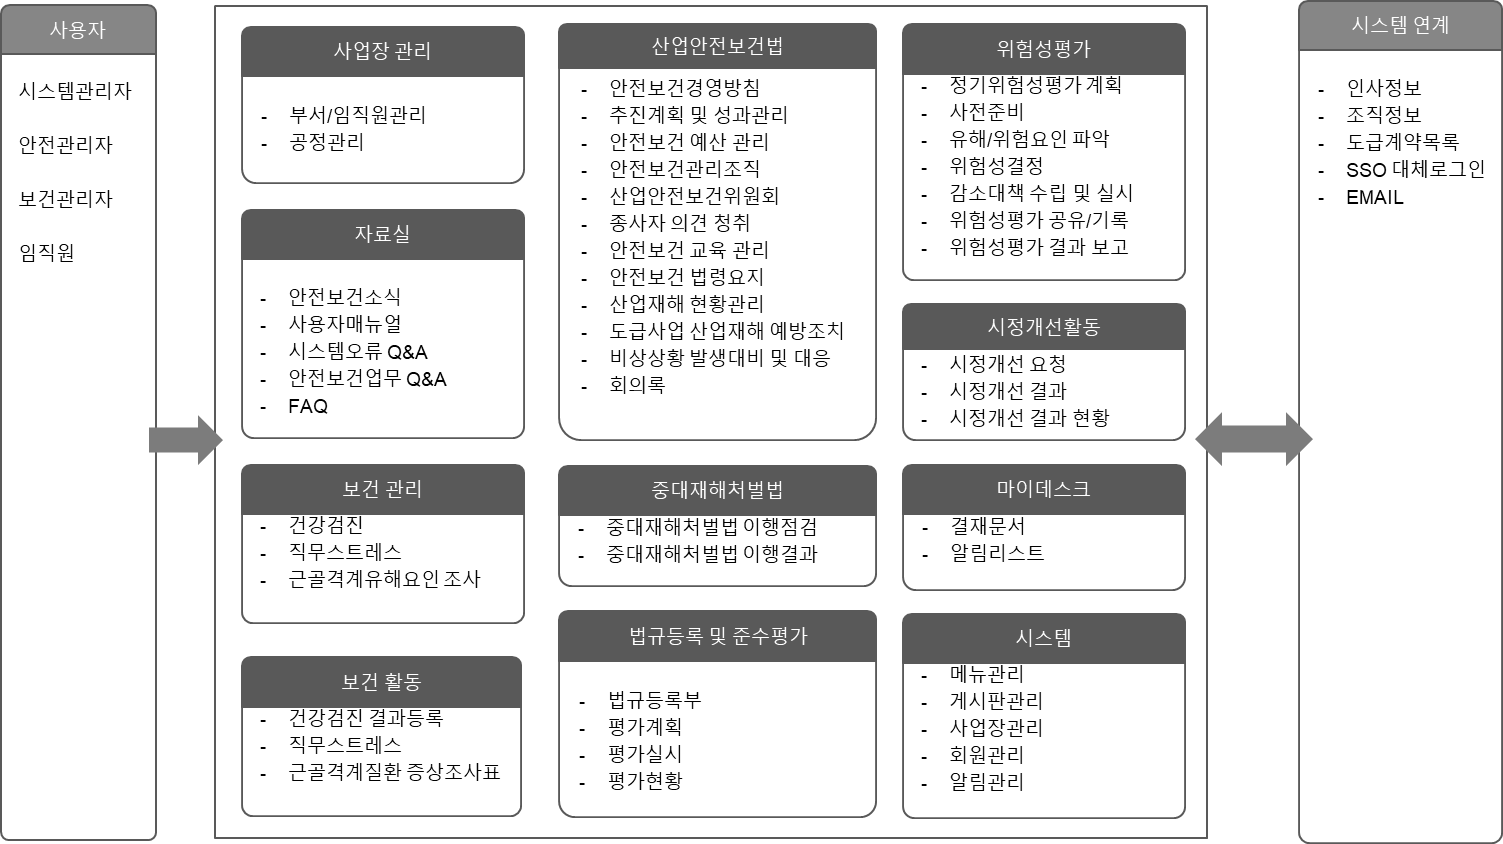 사용자
시스템관리자
안전관리자
보건관리자
임직원
사업장 관리
- 부서/임직원관리
- 공정관리
자료실
- 안전보건소식
- 사용자매뉴얼
- 시스템오류 Q&A
- 안전보건업무 Q&A
- FAQ
보건 관리
- 건강검진
- 직무스트레스
- 근골격계유해요인 조사
보건 활동
- 건강검진 결과등록
- 직무스트레스
- 근골격계질환 증상조사표
산업안전보건법
- 안전보건경영방침
- 추진계획 및 성과관리
- 안전보건 예산 관리
- 안전보건관리조직
- 산업안전보건위원회
- 종사자 의견 청취
- 안전보건 교육 관리
- 안전보건 법령요지
- 산업재해 현황관리
- 도급사업 산업재해 예방조치
- 비상상황 발생대비 및 대응
- 회의록
중대재해처벌법
- 중대재해처벌법 이행점검
- 중대재해처벌법 이행결과
법규등록 및 준수평가
- 법규등록부
- 평가계획
- 평가실시
- 평가현황
위험성평가
- 정기위험성평가 계획
- 사전준비
- 유해/위험요인 파악
- 위험성결정
- 감소대책 수립 및 실시
- 위험성평가 공유/기록
- 위험성평가 결과 보고
시정개선활동
- 시정개선 요청
- 시정개선 결과
- 시정개선 결과 현황
마이데스크
- 결재문서
- 알림리스트
시스템
- 메뉴관리
- 게시판관리
- 사업장관리
- 회원관리
- 알림관리
시스템 연계
- 인사정보
- 조직정보
- 도급계약목록
- SSO 대체로그인
- EMAIL